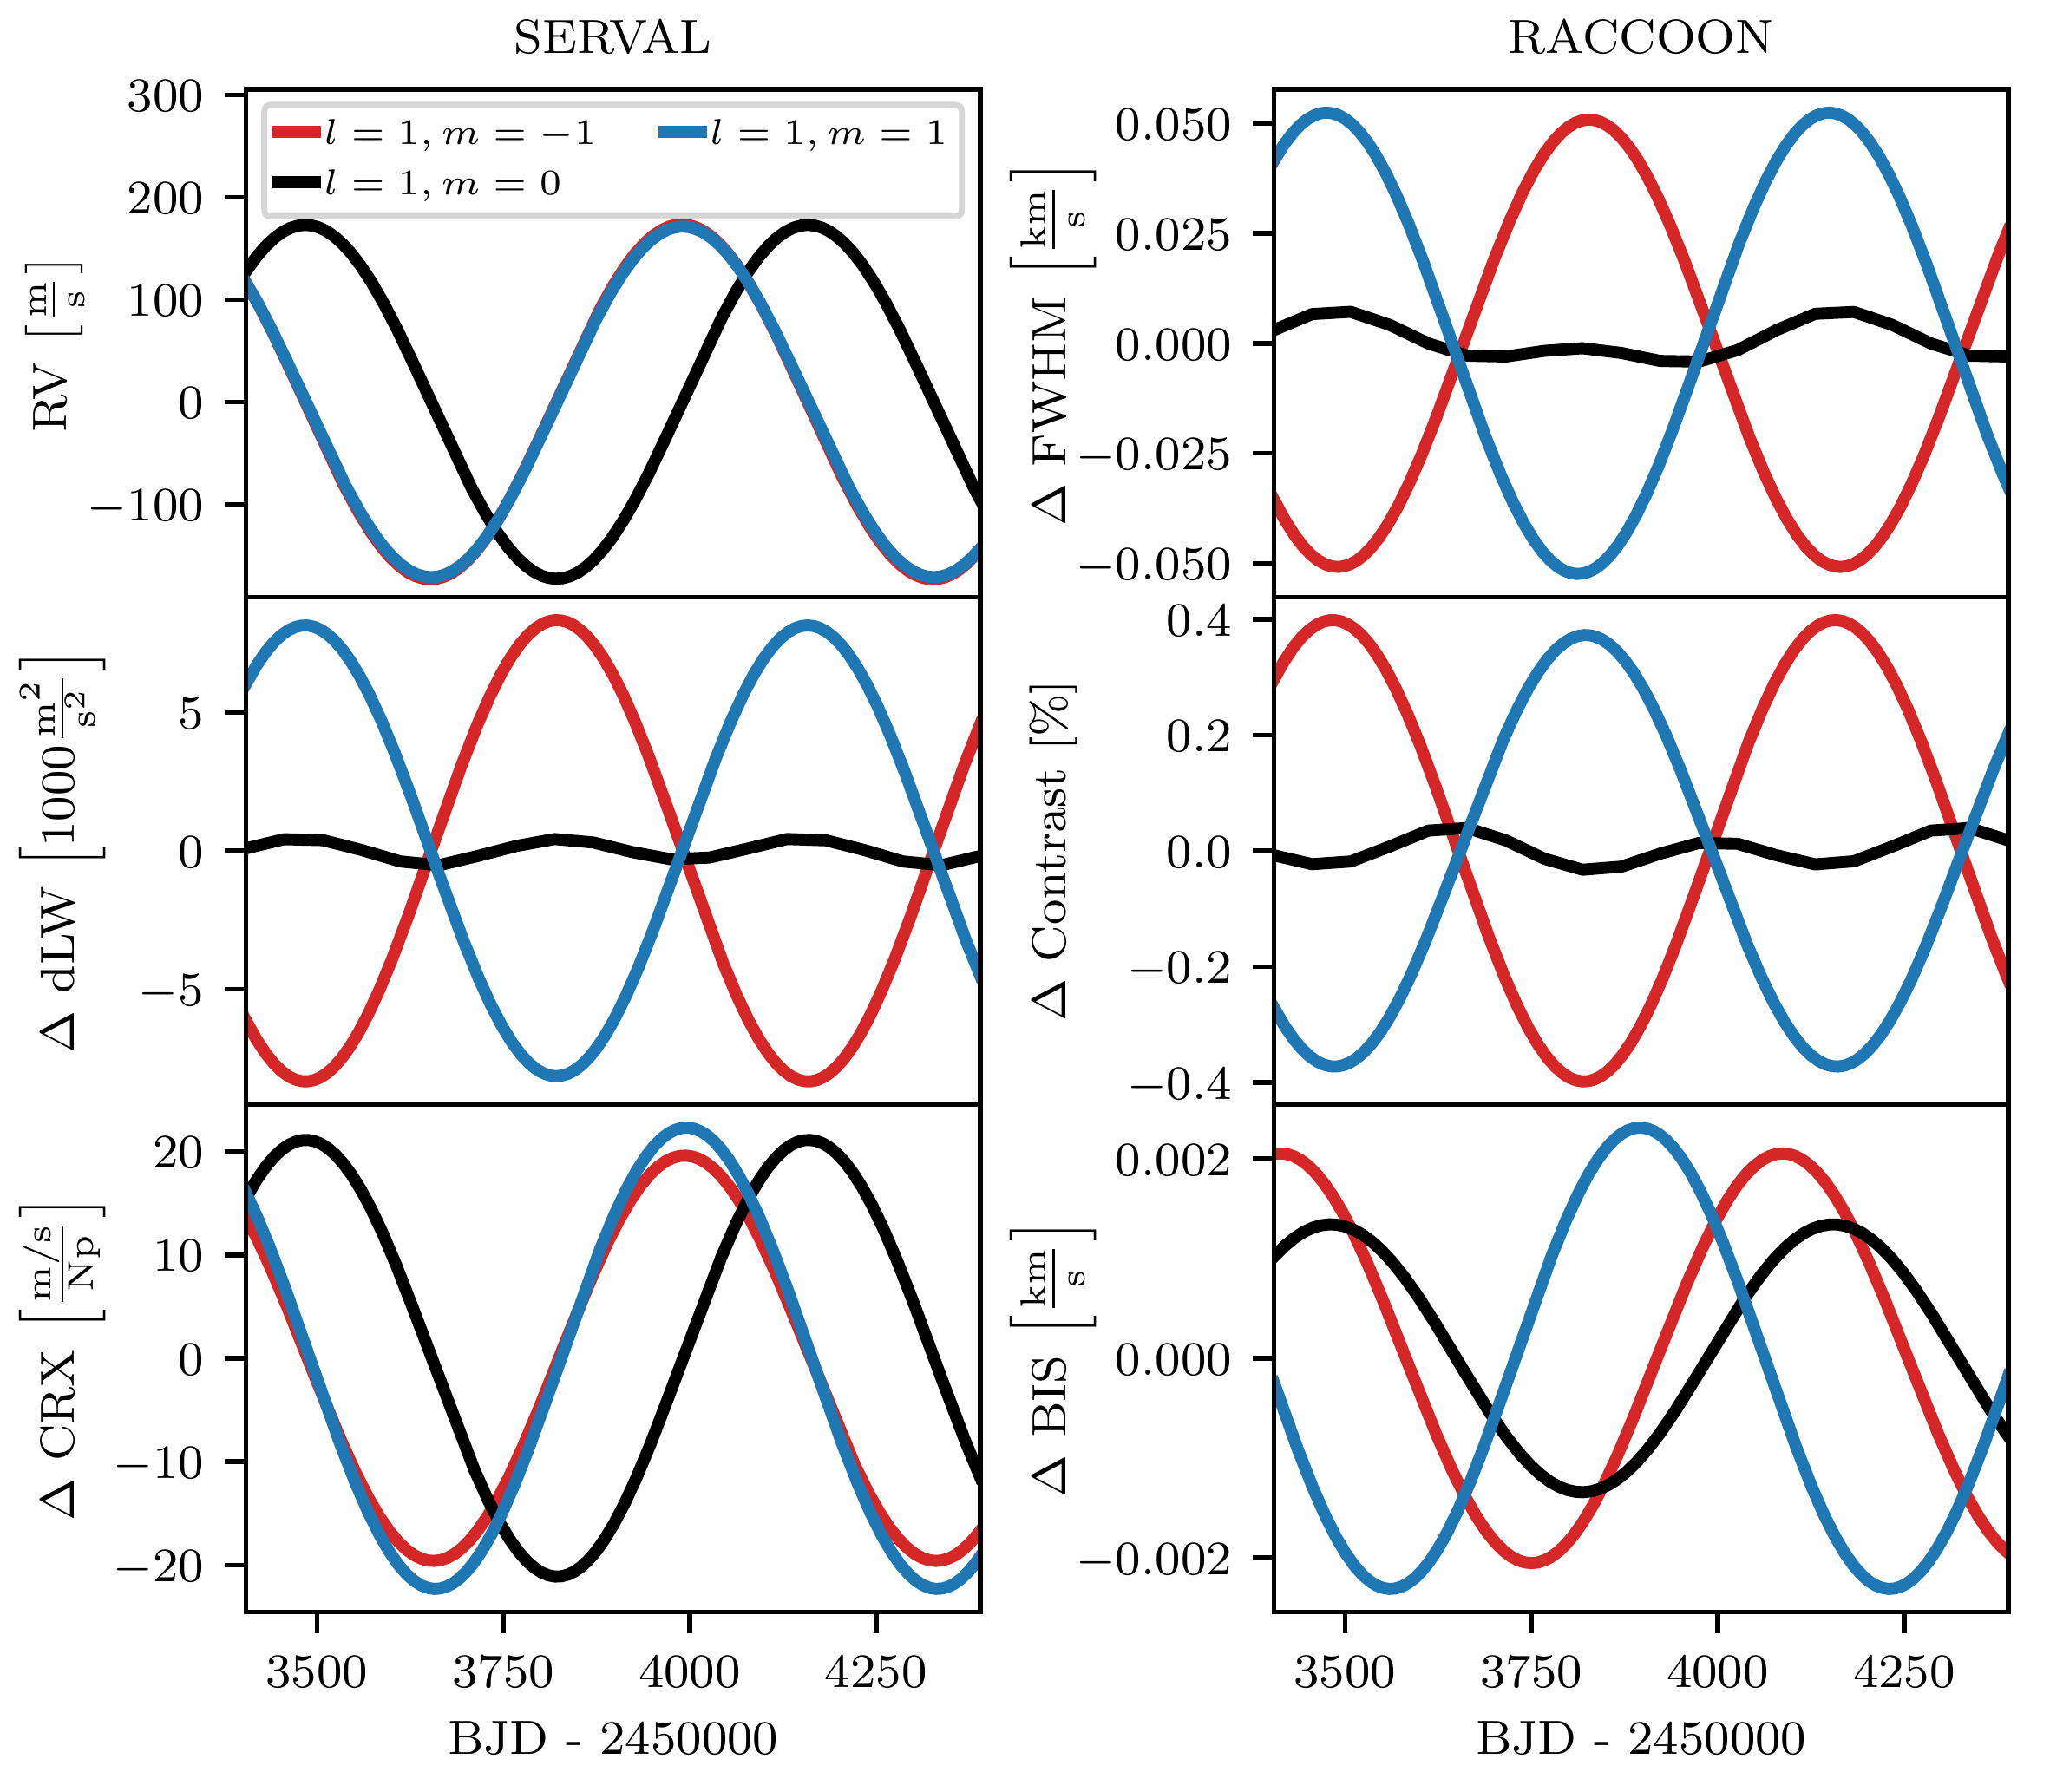 SERVAL
RACCOON
l = 1, m = −1
l = 1, m = 1
l = 1, m = 0
RV [m/s]
300
200
100
0
−100
Δ FWHM [km/s]
0.050
0.025
0.000
−0.025
−0.050
Δ dLW [1000 m²/s²]
5
0
−5
Δ Contrast [%]
0.4
0.2
0.0
−0.2
−0.4
Δ CRX [m/s/Np]
20
10
0
−10
−20
Δ BIS [km/s]
0.002
0.000
−0.002
3500 3750 4000 4250
BJD - 2450000
3500 3750 4000 4250
BJD - 2450000